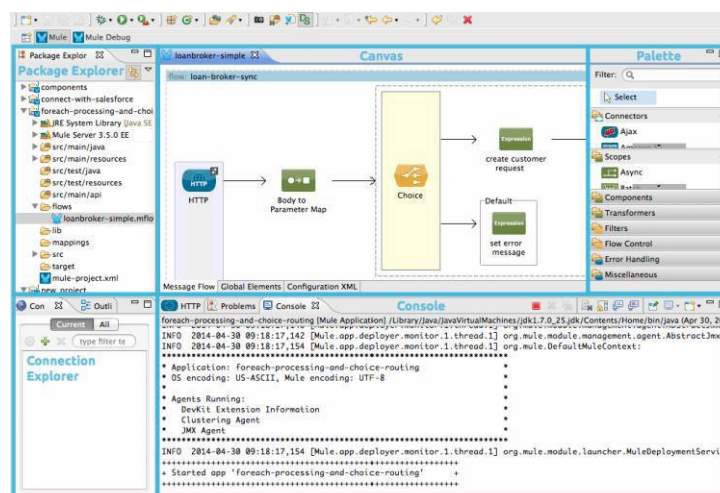 Mule Mule Debug
Package Explor
Package Explorer
components
connect-with-salesforce
foreach-processing-and-choi
JRE System Library [Java SE
Mule Server 3.5.0 EE
src/main/java
src/main/resources
src/test/java
src/test/resources
src/main/api
flows
loanbroker-simple.mflo
lib
mappings
src
target
mule-project.xml
new_project
loanbroker-simple
Canvas
flow: loan-broker-sync
HTTP
HTTP
Body to
Parameter Map
Choice
Expression
create customer
request
Default
Expression
set error
message
Message Flow Global Elements Configuration XML
Palette
Filter:
Select
Connectors
Ajax
Scopes
Async
Components
Transformers
Filters
Flow Control
Error Handling
Miscellaneous
Con Outli
Current All
type filter te
Connection
Explorer
HTTP Problems Console
Console
foreach-processing-and-choice-routing [Mule Application] /Library/Java/JavaVirtualMachines/jdk1.7.0_25.jdk/Contents/Home/bin/java (Apr 30, 20
INFO 2014-04-30 09:18:17,142 [Mule.app.deployer.monitor.1.thread.1] org.mule.module.management.agent.AbstractJmx
INFO 2014-04-30 09:18:17,154 [Mule.app.deployer.monitor.1.thread.1] org.mule.DefaultMuleContext:
**********************************************************************
* Application: foreach-processing-and-choice-routing *
* OS encoding: US-ASCII, Mule encoding: UTF-8 *
* *
* Agents Running: *
* DevKit Extension Information *
* Clustering Agent *
* JMX Agent *
**********************************************************************
INFO 2014-04-30 09:18:17,154 [Mule.app.deployer.monitor.1.thread.1] org.mule.module.launcher.MuleDeploymentServi
++++++++++++++++++++++++++++++++++++++++++++++++++++++++++++
+ Started app 'foreach-processing-and-choice-routing' +
++++++++++++++++++++++++++++++++++++++++++++++++++++++++++++